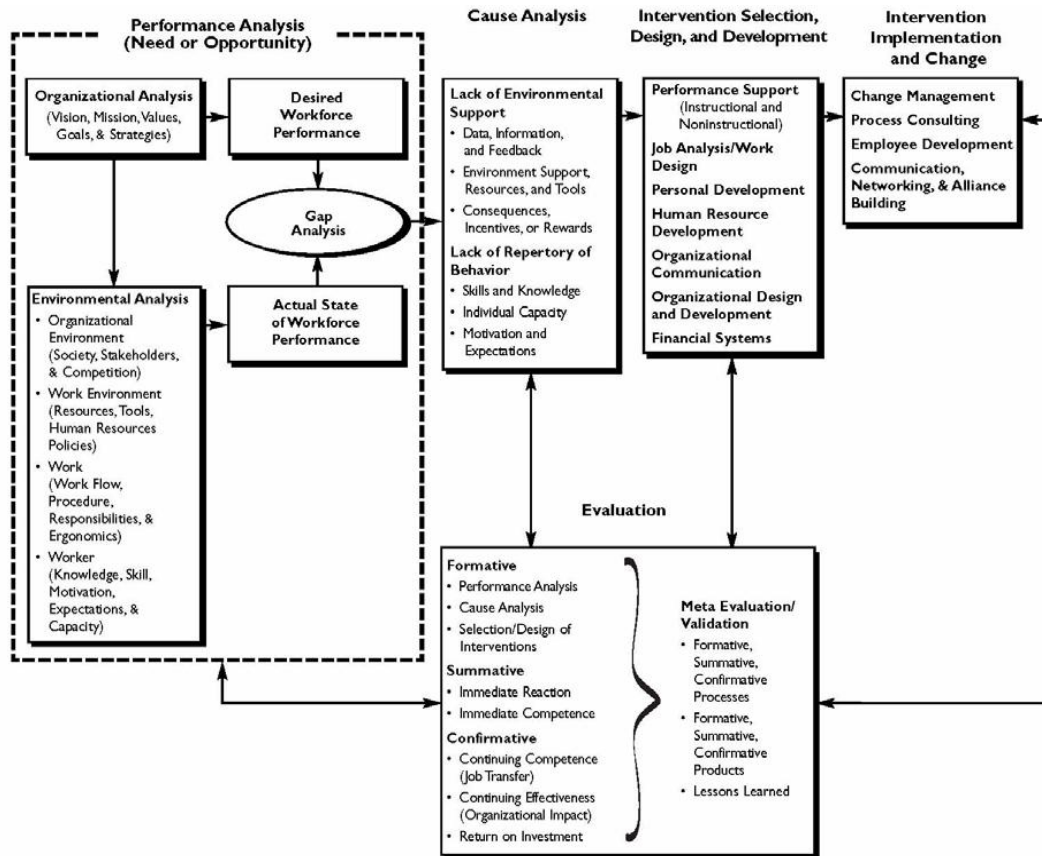 Performance Analysis
(Need or Opportunity)
Organizational Analysis
(Vision, Mission, Values,
Goals, & Strategies)
Desired
Workforce
Performance
Gap
Analysis
Environmental Analysis
• Organizational
Environment
(Society, Stakeholders,
& Competition)
• Work Environment
(Resources, Tools,
Human Resources
Policies)
• Work
(Work Flow,
Procedure,
Responsibilities, &
Ergonomics)
• Worker
(Knowledge, Skill,
Motivation,
Expectations, &
Capacity)
Actual State
of Workforce
Performance
Cause Analysis
Lack of Environmental
Support
• Data, Information,
and Feedback
• Environment Support,
Resources, and Tools
• Consequences,
Incentives, or Rewards
Lack of Repertory of
Behavior
• Skills and Knowledge
• Individual Capacity
• Motivation and
Expectations
Intervention Selection,
Design, and Development
Performance Support
(Instructional and
Noninstructional)
Job Analysis/Work
Design
Personal Development
Human Resource
Development
Organizational
Communication
Organizational Design
and Development
Financial Systems
Intervention
Implementation
and Change
Change Management
Process Consulting
Employee Development
Communication,
Networking, & Alliance
Building
Evaluation
Formative
• Performance Analysis
• Cause Analysis
• Selection/Design of
Interventions
Summative
• Immediate Reaction
• Immediate Competence
Confirmative
• Continuing Competence
(Job Transfer)
• Continuing Effectiveness
(Organizational Impact)
• Return on Investment
Meta Evaluation/
Validation
• Formative,
Summative,
Confirmative
Processes
• Formative,
Summative,
Confirmative
Products
• Lessons Learned